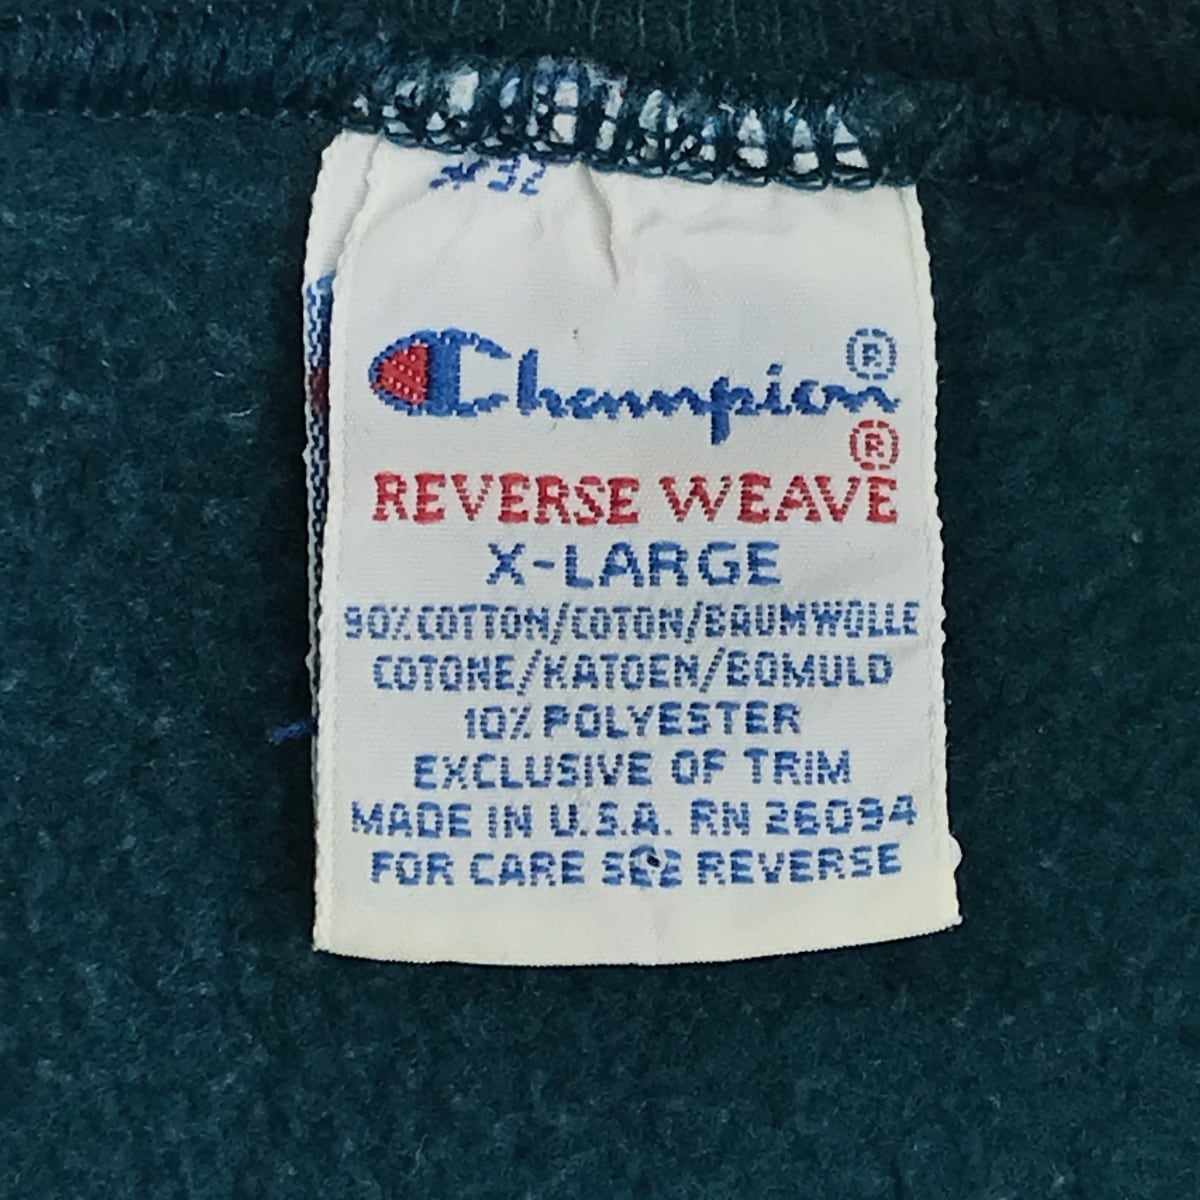 #32
Champion®
®
REVERSE WEAVE
X-LARGE
90% COTTON/COTON/BAUMWOLLE
COTONE/KATOEN/BOMULD
10% POLYESTER
EXCLUSIVE OF TRIM
MADE IN U.S.A. RN 26094
FOR CARE SEE REVERSE